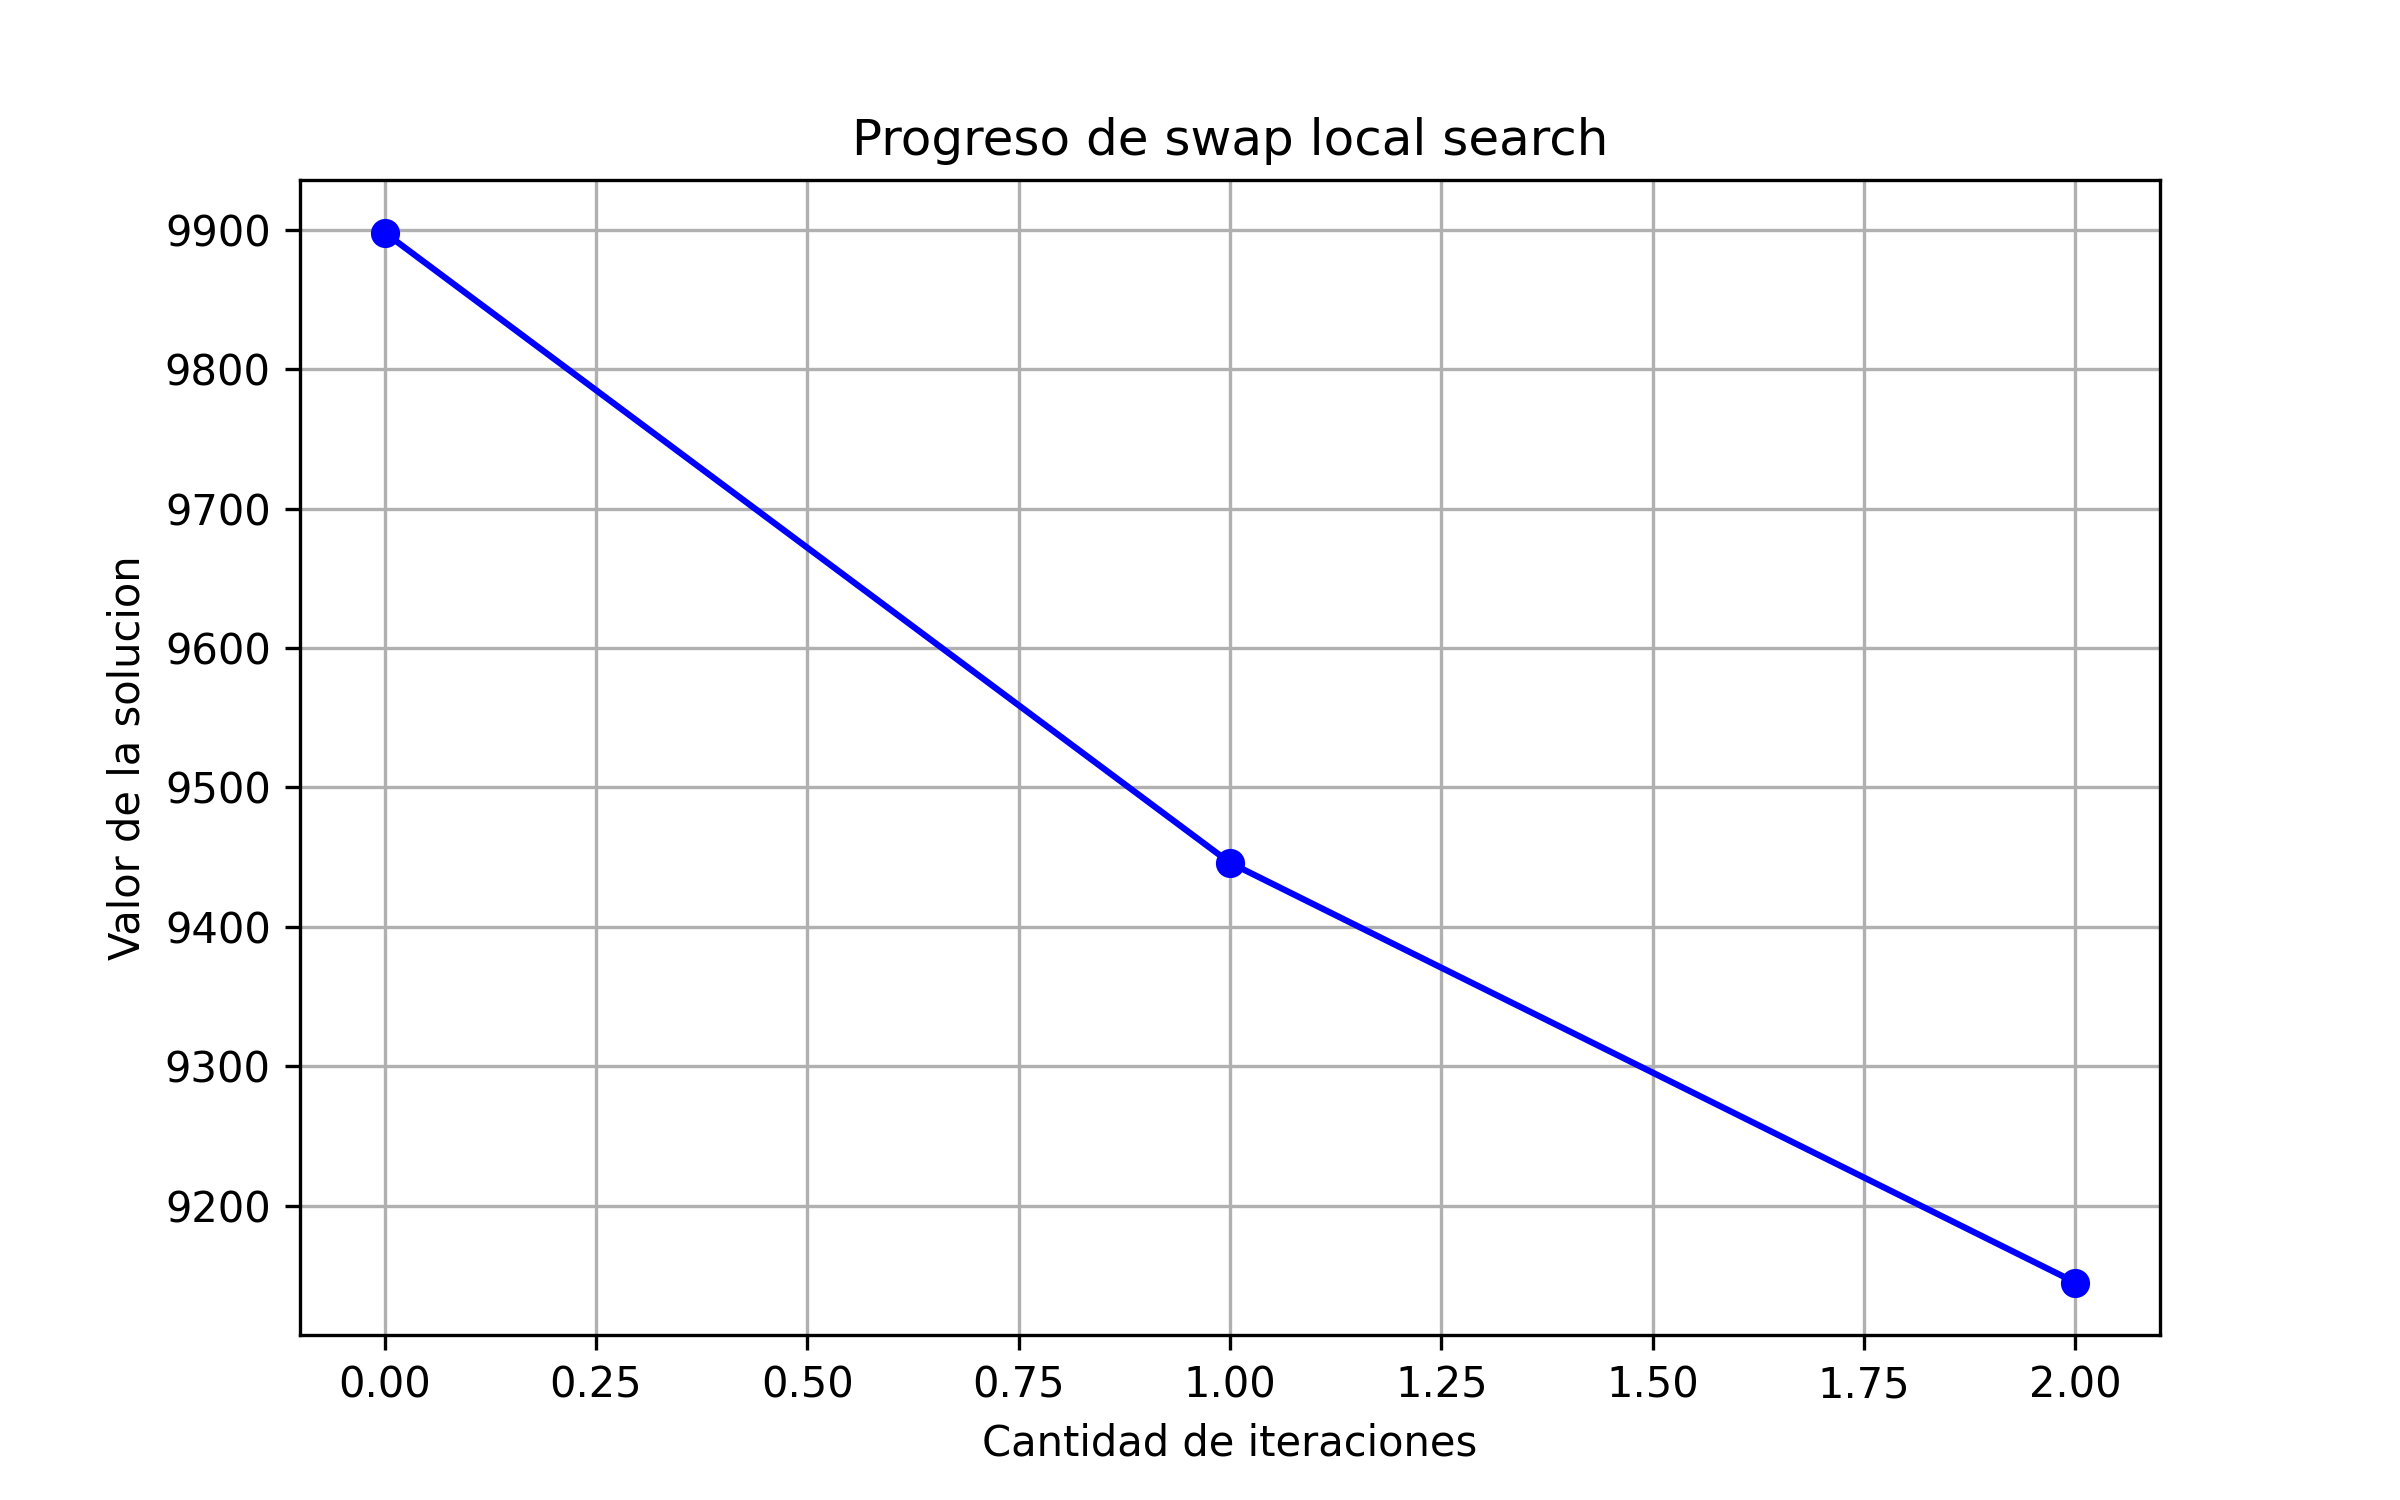 Progreso de swap local search
Valor de la solucion
9900
9800
9700
9600
9500
9400
9300
9200
0.00 0.25 0.50 0.75 1.00 1.25 1.50 1.75 2.00
Cantidad de iteraciones